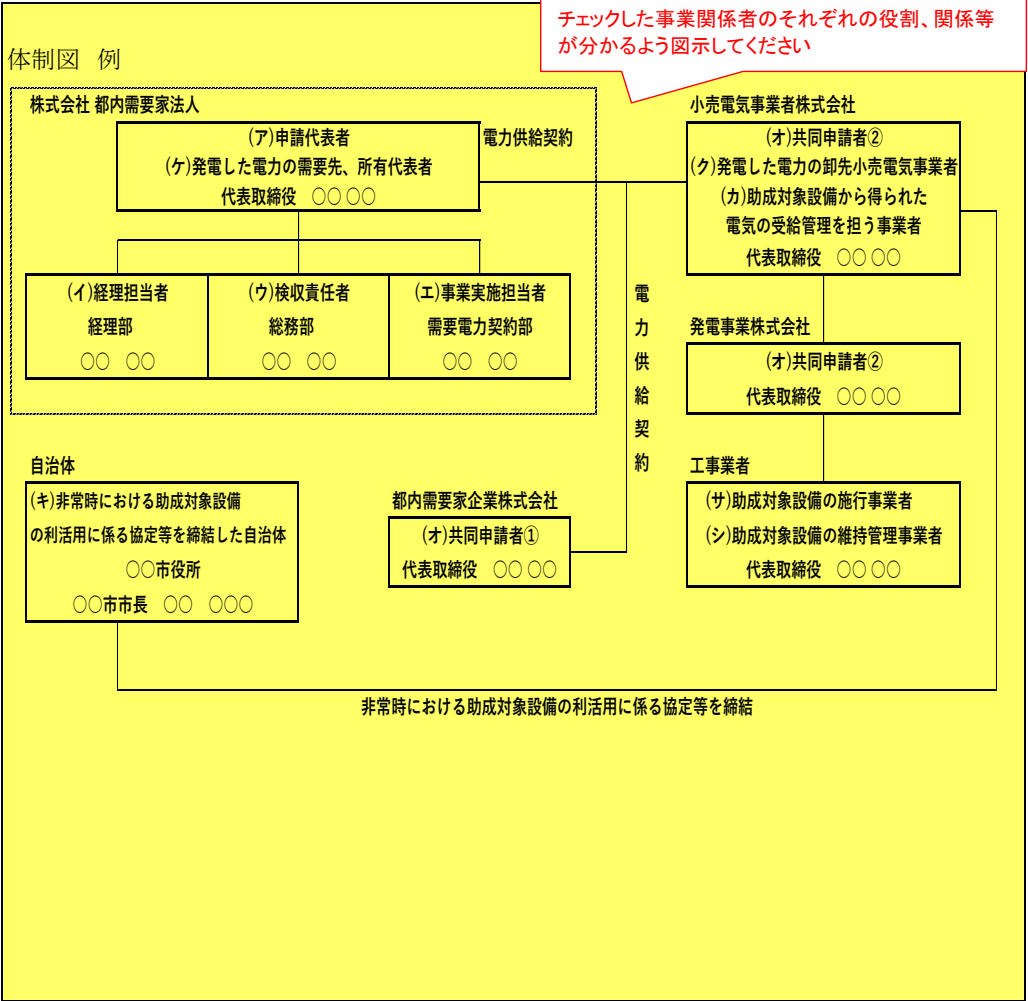 チェックした事業関係者のそれぞれの役割、関係等
が分かるよう図示してください
体制図 例
株式会社 都内需要家法人
(ア)申請代表者
(ケ)発電した電力の需要先、所有代表者
代表取締役 ○○ ○○
電力供給契約
小売電気事業者株式会社
(オ)共同申請者②
(ク)発電した電力の卸先小売電気事業者
(カ)助成対象設備から得られた
電気の受給管理を担う事業者
代表取締役 ○○ ○○
(イ)経理担当者
経理部
○○ ○○
(ウ)検収責任者
総務部
○○ ○○
(エ)事業実施担当者
需要電力契約部
○○ ○○
電力供給契約
発電事業株式会社
(オ)共同申請者②
代表取締役 ○○ ○○
自治体
(キ)非常時における助成対象設備
の利活用に係る協定等を締結した自治体
○○市役所
○○市市長 ○○ ○○○
都内需要家企業株式会社
(オ)共同申請者①
代表取締役 ○○ ○○
工事業者
(サ)助成対象設備の施行事業者
(シ)助成対象設備の維持管理事業者
代表取締役 ○○ ○○
非常時における助成対象設備の利活用に係る協定等を締結